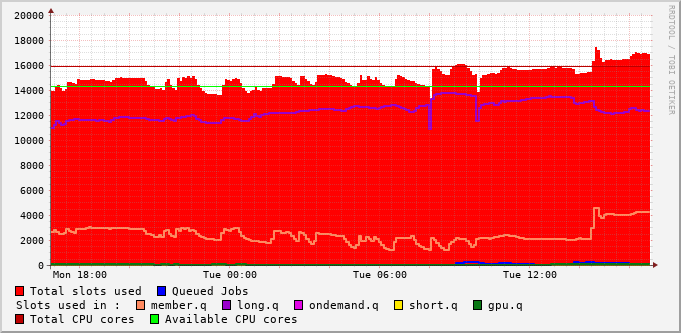 20000
18000
16000
14000
12000
10000
8000
6000
4000
2000
0
Mon 18:00 Tue 00:00 Tue 06:00 Tue 12:00
RRDTOOL / TOBI OETIKER
Total slots used Queued Jobs
Slots used in : member.q long.q ondemand.q short.q gpu.q
Total CPU cores Available CPU cores